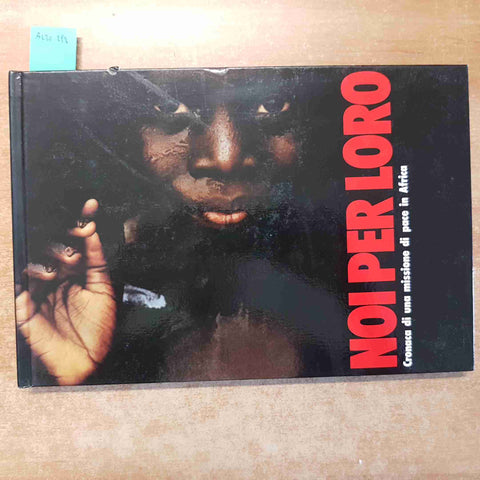 NOI PER LORO
Cronaca di una missione di pace in Africa